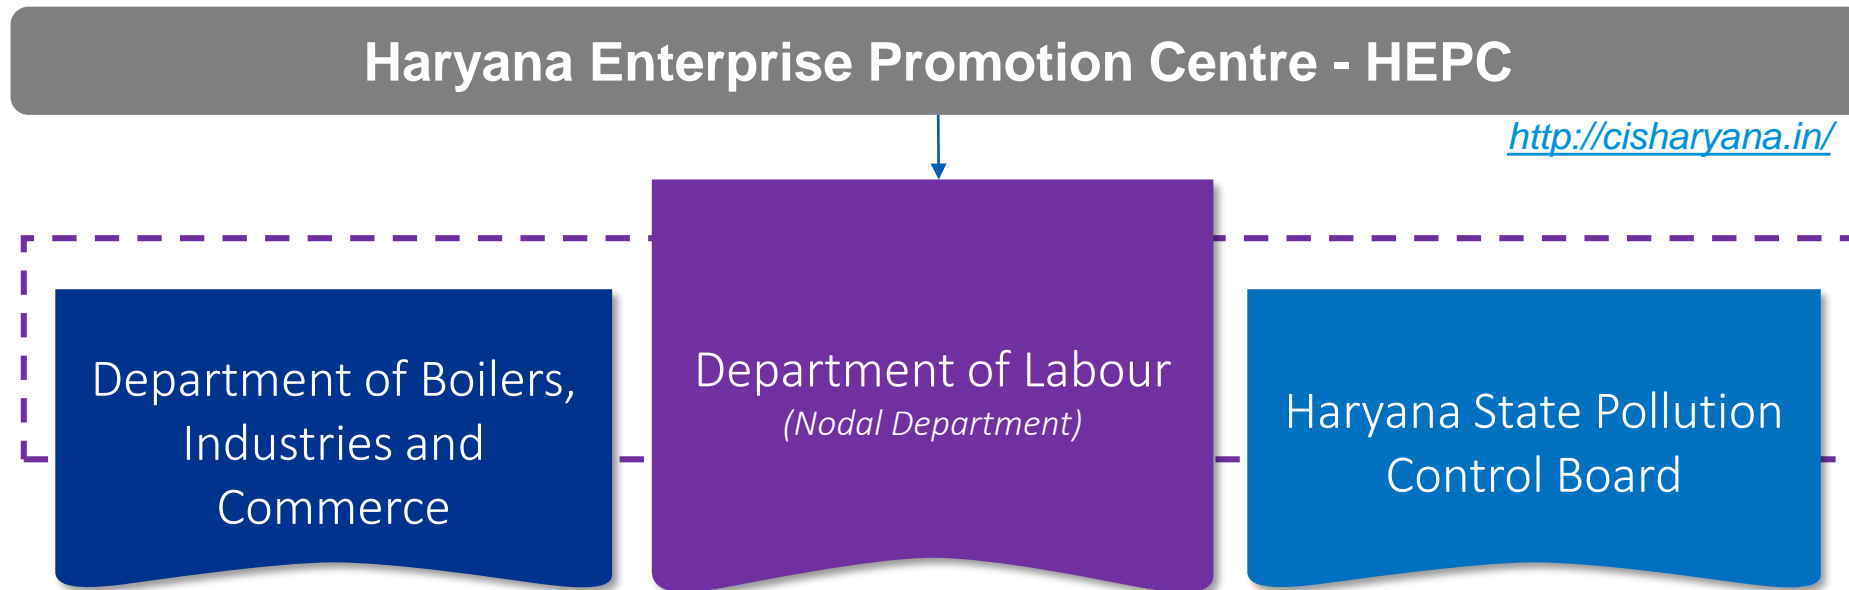 Haryana Enterprise Promotion Centre - HEPC
http://cisharyana.in/
Department of Boilers,
Industries and
Commerce
Department of Labour
(Nodal Department)
Haryana State Pollution
Control Board